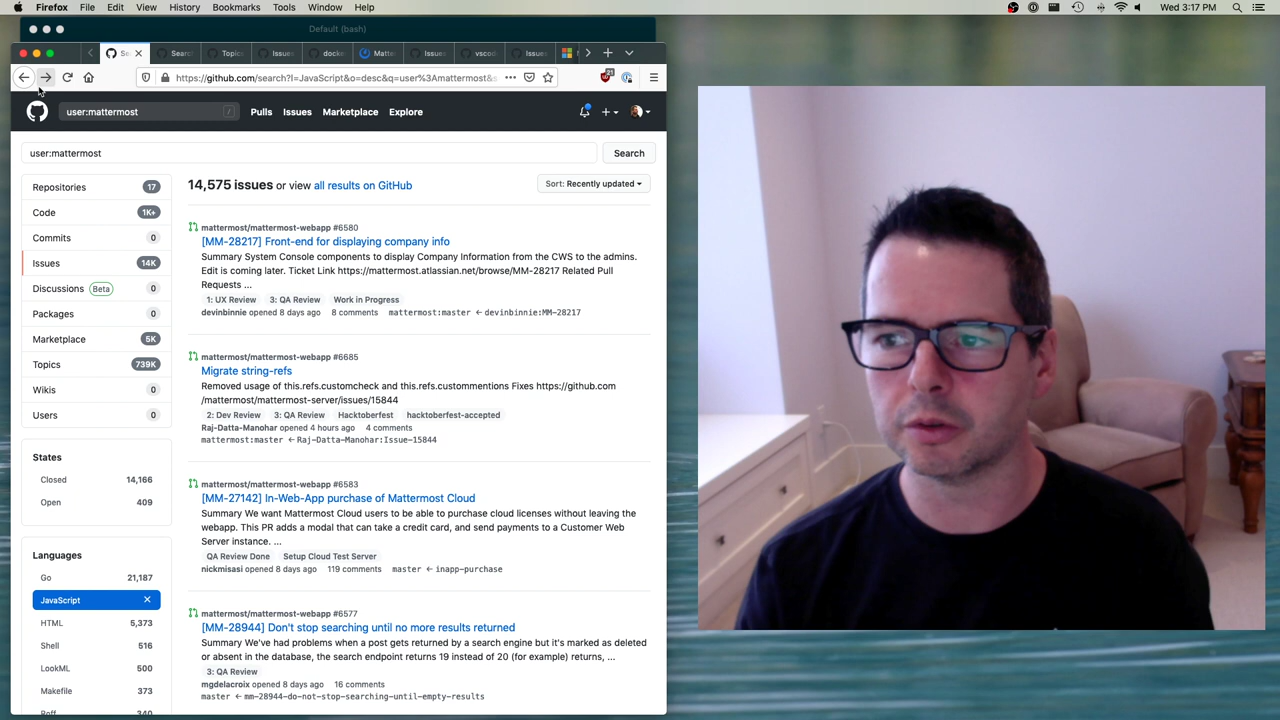 Firefox File Edit View History Bookmarks Tools Window Help
Wed 3:17 PM
Default (bash)
Se
Searc
Topics
Issues
docke
Matte
Issues
vscod
Issues
https://github.com/search?l=JavaScript&o=desc&q=user%3Amattermost&s
21
user:mattermost /
Pulls Issues Marketplace Explore
user:mattermost
Search
Repositories 17
Code 1K+
Commits 0
Issues 14K
Discussions Beta 0
Packages 0
Marketplace 5K
Topics 739K
Wikis 0
Users 0
States
Closed 14,166
Open 409
Languages
Go 21,187
JavaScript
HTML 5,373
Shell 516
LookML 500
Makefile 373
Roff 340
14,575 issues or view all results on GitHub
Sort: Recently updated
mattermost/mattermost-webapp #6580
[MM-28217] Front-end for displaying company info
Summary System Console components to display Company Information from the CWS to the admins.
Edit is coming later. Ticket Link https://mattermost.atlassian.net/browse/MM-28217 Related Pull
Requests ...
1: UX Review 3: QA Review Work in Progress
devinbinnie opened 8 days ago 8 comments mattermost:master ← devinbinnie:MM-28217
mattermost/mattermost-webapp #6685
Migrate string-refs
Removed usage of this.refs.customcheck and this.refs.custommentions Fixes https://github.com
/mattermost/mattermost-server/issues/15844
2: Dev Review 3: QA Review Hacktoberfest hacktoberfest-accepted
Raj-Datta-Manohar opened 4 hours ago 4 comments
mattermost:master ← Raj-Datta-Manohar:Issue-15844
mattermost/mattermost-webapp #6583
[MM-27142] In-Web-App purchase of Mattermost Cloud
Summary We want Mattermost Cloud users to be able to purchase cloud licenses without leaving the
webapp. This PR adds a modal that can take a credit card, and send payments to a Customer Web
Server instance. ...
QA Review Done Setup Cloud Test Server
nickmisasi opened 8 days ago 119 comments master ← inapp-purchase
mattermost/mattermost-webapp #6577
[MM-28944] Don't stop searching until no more results returned
Summary We've had problems when a post gets returned by a search engine but it's marked as deleted
or absent in the database, the search endpoint returns 19 instead of 20 (for example) returns, ...
3: QA Review
mgdelacroix opened 8 days ago 16 comments
master ← mm-28944-do-not-stop-searching-until-empty-results